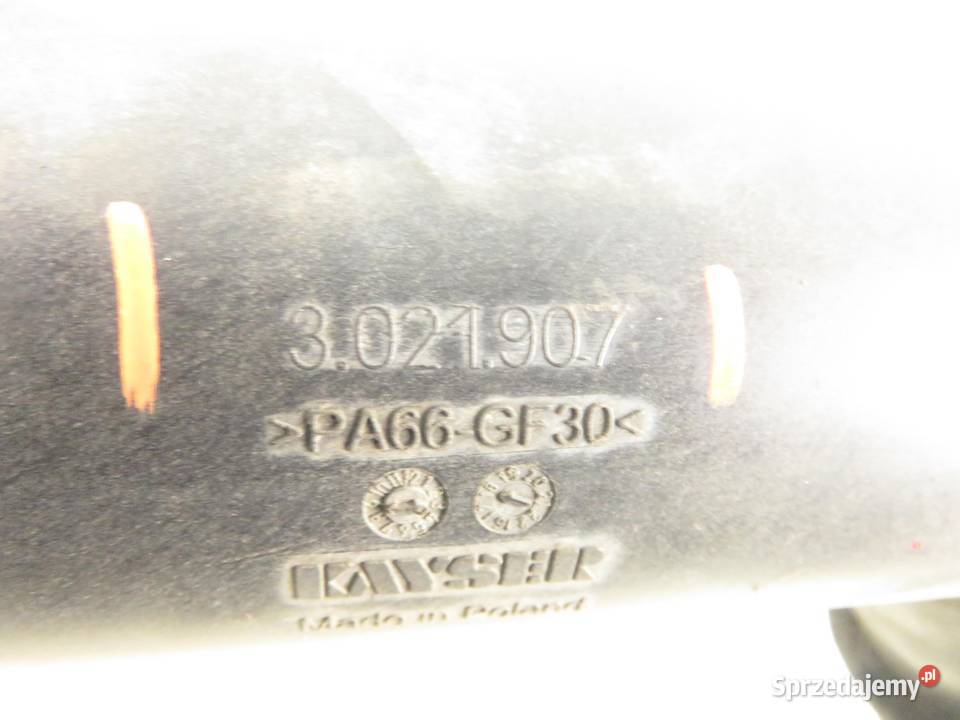 3.021.907
>PA66-GF30<
KAYSER
Made in Poland
Sprzedajemy.pl